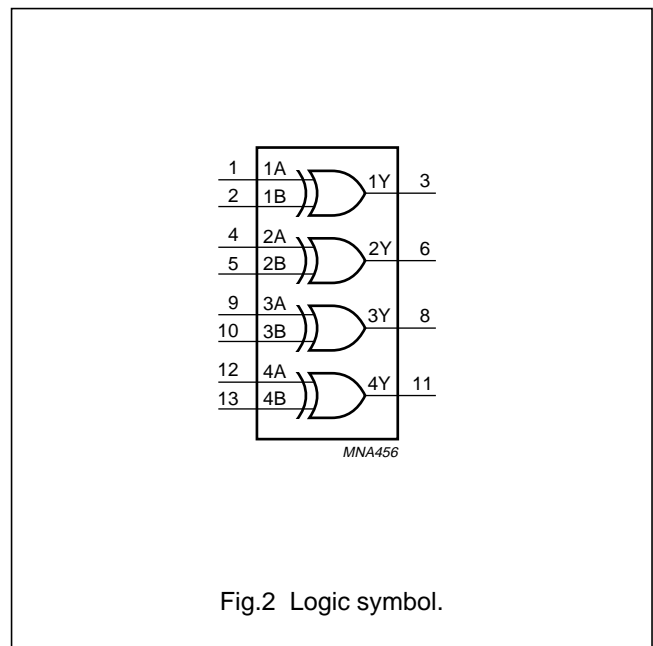 1 1A 1Y 3
2 1B
4 2A 2Y 6
5 2B
9 3A 3Y 8
10 3B
12 4A 4Y 11
13 4B
MNA456
Fig.2 Logic symbol.